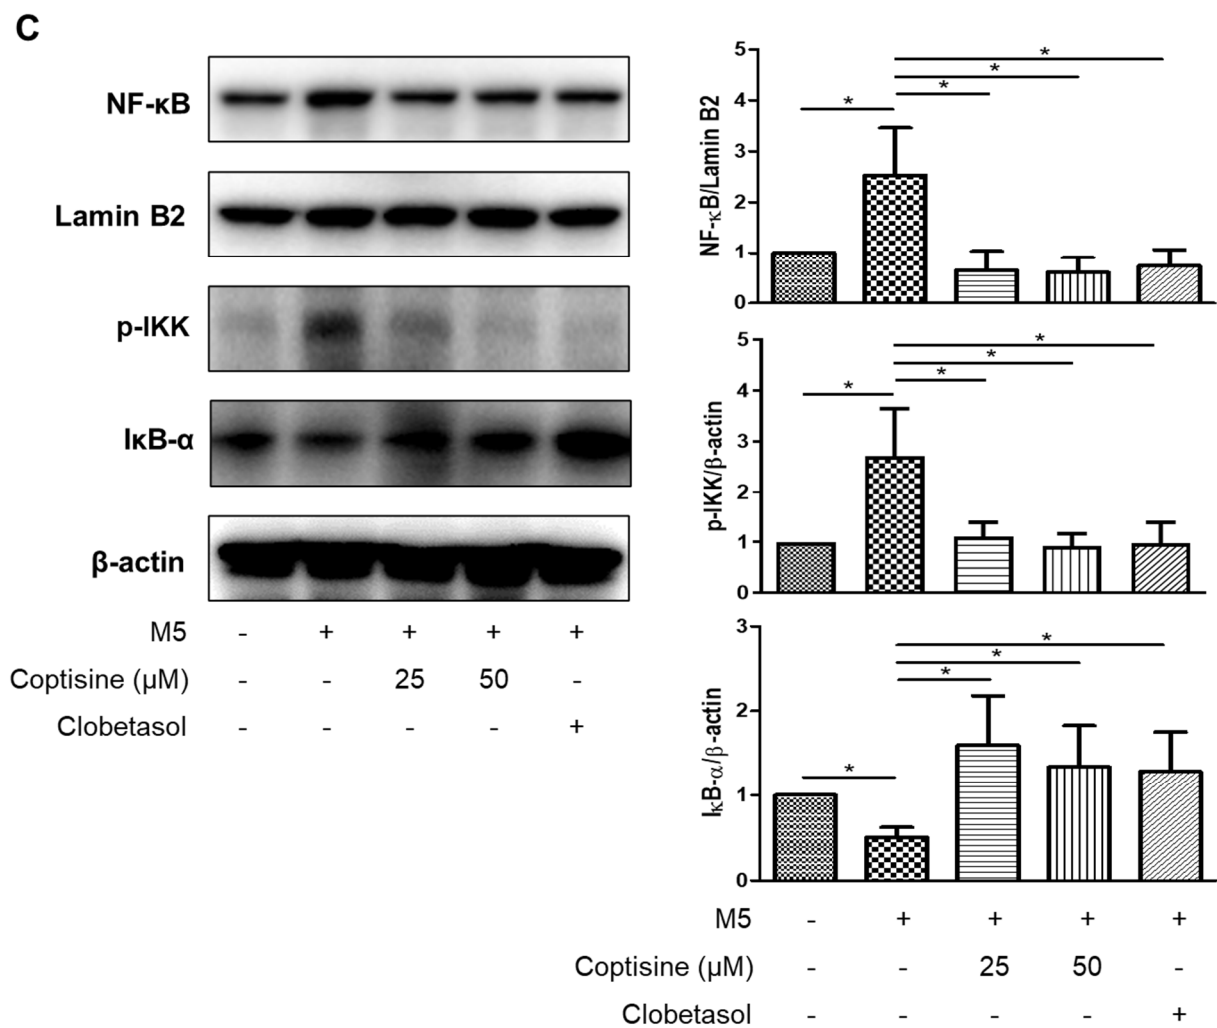 C
NF-κB
Lamin B2
p-IKK
IκB-α
β-actin
M5 - + + + +
Coptisine (μM) - - 25 50 -
Clobetasol - - - - +
NF-κB/Lamin B2
5
4
3
2
1
0
* * * *
p-IKK/β-actin
5
4
3
2
1
0
* * * *
IκB-α/β-actin
3
2
1
0
* * * *
M5 - + + + +
Coptisine (μM) - - 25 50 -
Clobetasol - - - - +